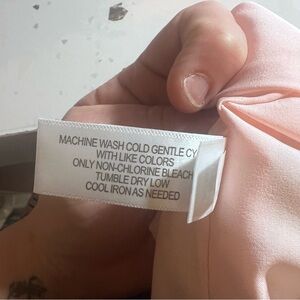 MACHINE WASH COLD GENTLE CY
WITH LIKE COLORS
ONLY NON-CHLORINE BLEACH
TUMBLE DRY LOW
COOL IRON AS NEEDED